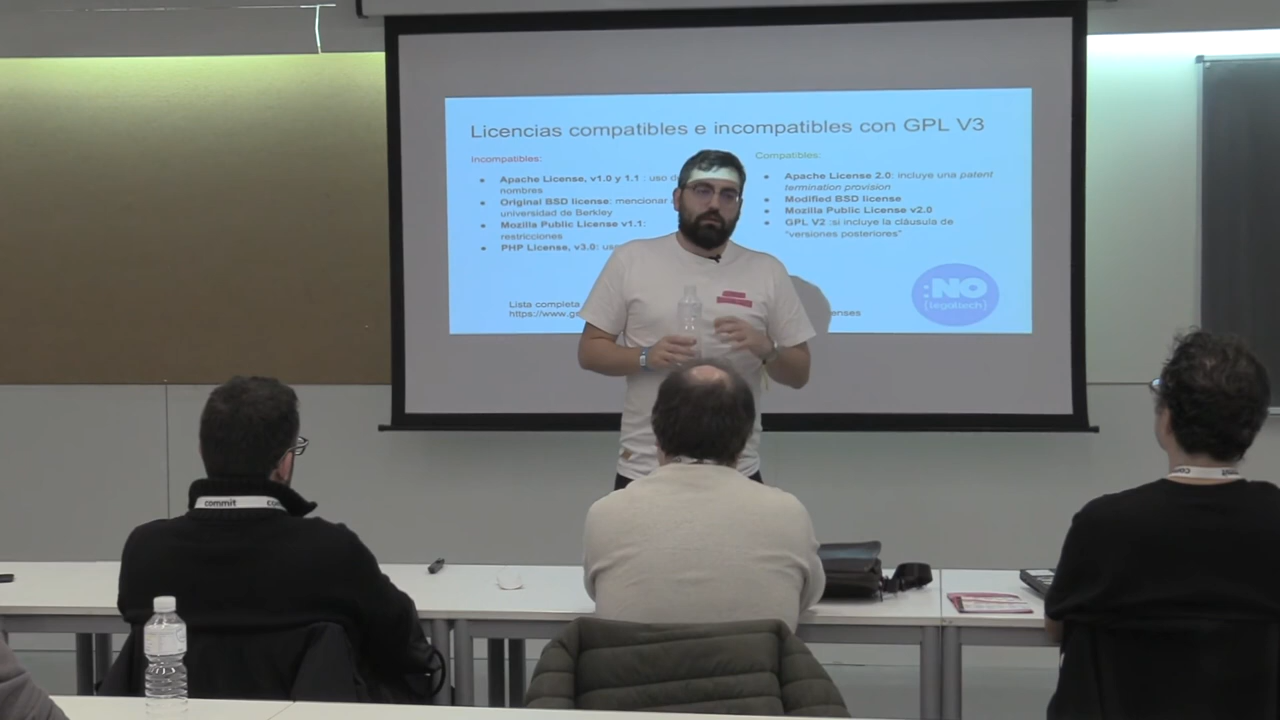 Licencias compatibles e incompatibles con GPL V3
Incompatibles:
Apache License, v1.0 y 1.1 : uso
nombres
Original BSD license: mencionar
universidad de Berkley
Mozilla Public License v1.1:
restricciones
PHP License, v3.0:
Lista completa
https://www.g
Compatibles:
Apache License 2.0: incluye una patent
termination provision
Modified BSD license
Mozilla Public License v2.0
GPL V2 :si incluye la cláusula de
"versiones posteriores"
enses
:NO
{legaltech}
commit